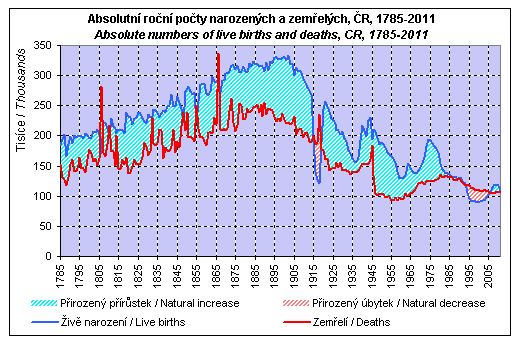 Absolutní roční počty narozených a zemřelých, ČR, 1785-2011
Absolute numbers of live births and deaths, CR, 1785-2011
Tisíce / Thousands
350
300
250
200
150
100
50
0
1785 1795 1805 1815 1825 1835 1845 1855 1865 1875 1885 1895 1905 1915 1925 1935 1945 1955 1965 1975 1985 1995 2005
Přirozený přírůstek / Natural increase
Přirozený úbytek / Natural decrease
Živě narození / Live births
Zemřelí / Deaths